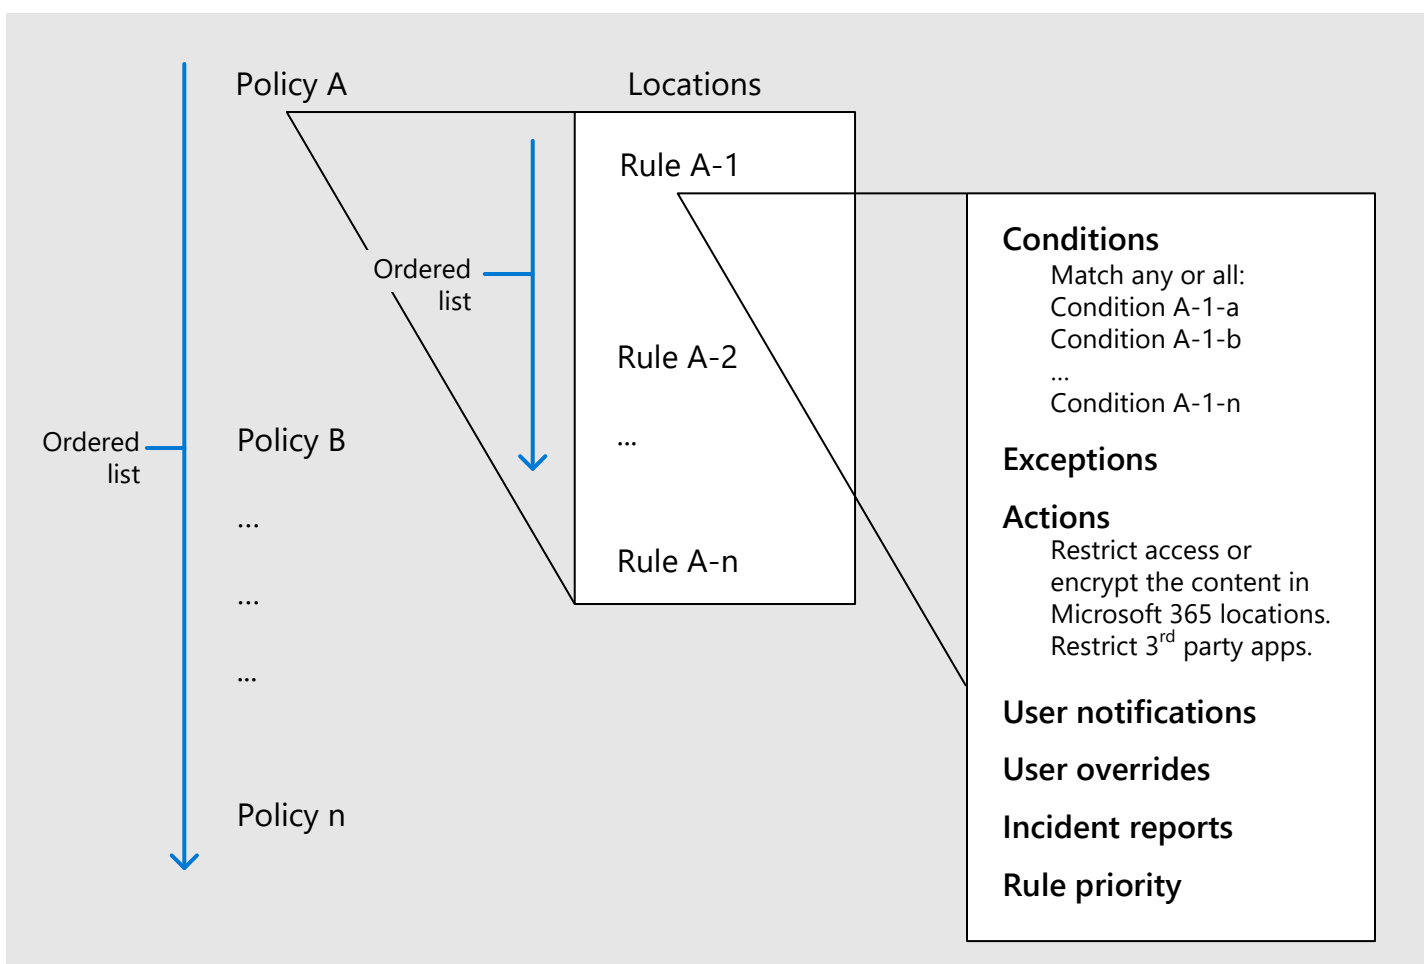 Policy A
Locations
Rule A-1
Ordered
list
Rule A-2
...
Rule A-n
Ordered
list
Policy B
...
...
...
Policy n
Conditions
Match any or all:
Condition A-1-a
Condition A-1-b
...
Condition A-1-n
Exceptions
Actions
Restrict access or
encrypt the content in
Microsoft 365 locations.
Restrict 3rd party apps.
User notifications
User overrides
Incident reports
Rule priority